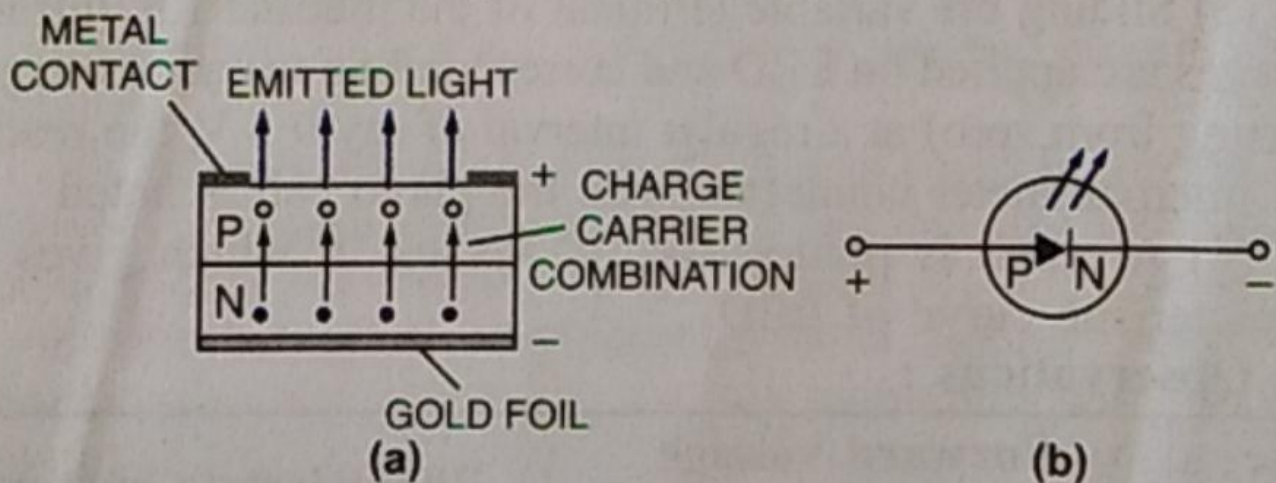 METAL
CONTACT
EMITTED LIGHT
+
CHARGE
CARRIER
COMBINATION
P
N
−
GOLD FOIL
(a)
P N
+
−
(b)